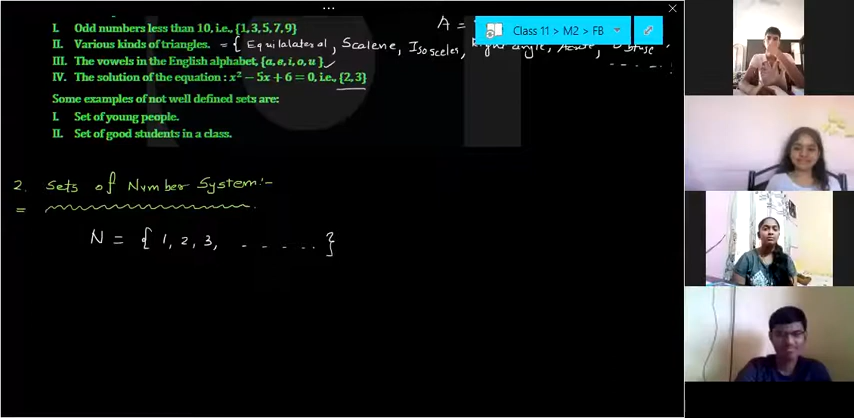 I. Odd numbers less than 10, i.e., {1, 3, 5, 7, 9}
A =
Class 11 > M2 > FB
II. Various kinds of triangles. = { Equilalateral, Scalene, Isosceler, Right angle, Acute, Obtuse,
III. The vowels in the English alphabet, {a, e, i, o, u} ✓
- - - - - .
IV. The solution of the equation : x² − 5x + 6 = 0, i.e., {2, 3}
Some examples of not well defined sets are:
I. Set of young people.
II. Set of good students in a class.
2. Sets of Number System:-
N = { 1, 2, 3, - - - - . . }